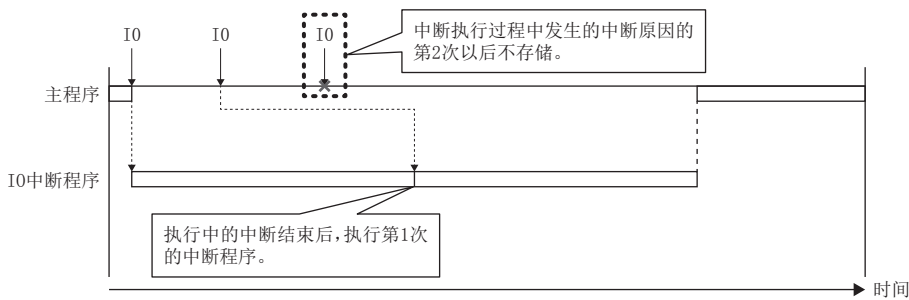 I0
I0
I0
中断执行过程中发生的中断原因的
第2次以后不存储。
主程序
I0中断程序
执行中的中断结束后,执行第1次
的中断程序。
时间